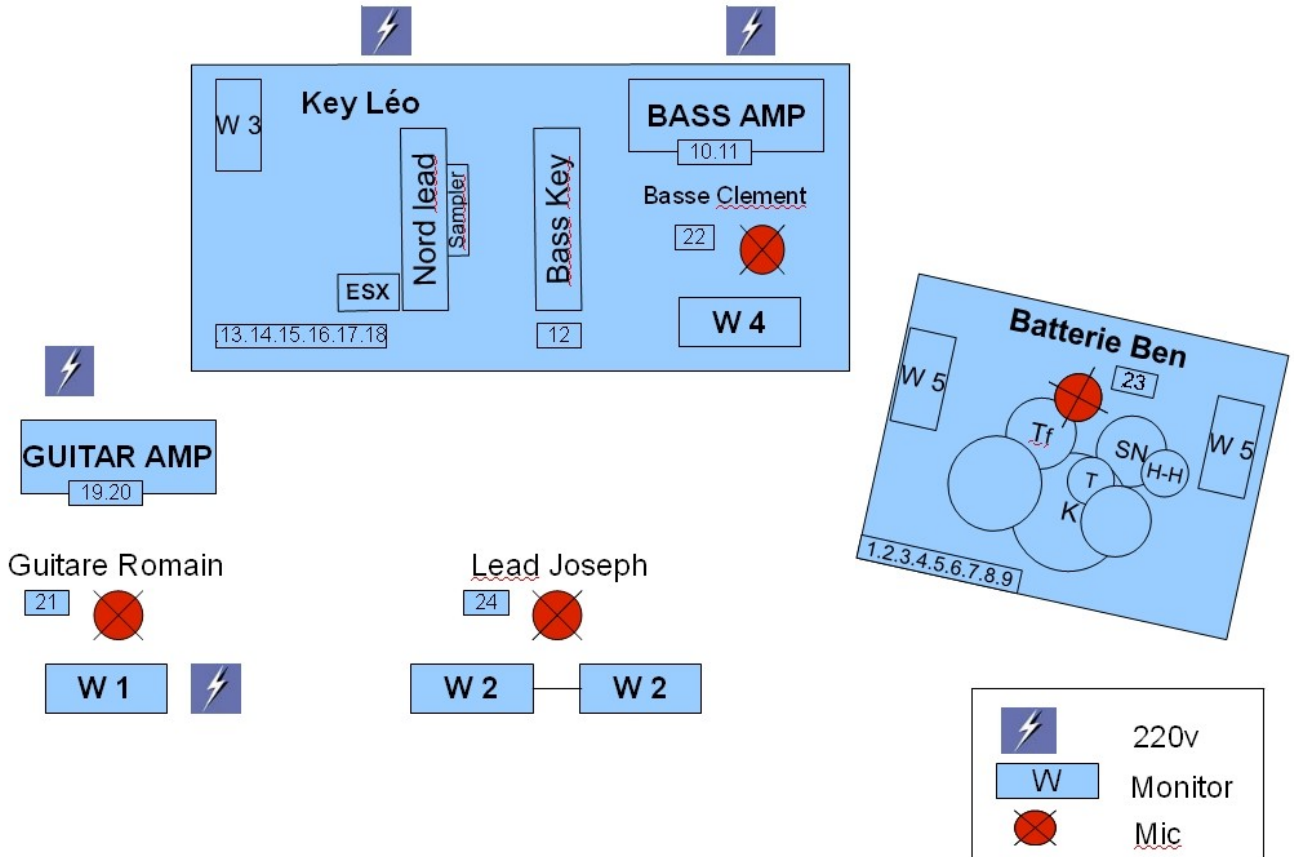 Key Léo
W 3
Nord lead
Sampler
ESX
13.14.15.16.17.18
Bass Key
12
BASS AMP
10.11
Basse Clement
22
W 4
Batterie Ben
23
W 5
W 5
Tf
SN
H-H
T
K
1.2.3.4.5.6.7.8.9
GUITAR AMP
19.20
Guitare Romain
21
W 1
Lead Joseph
24
W 2
W 2
220v
W
Monitor
Mic